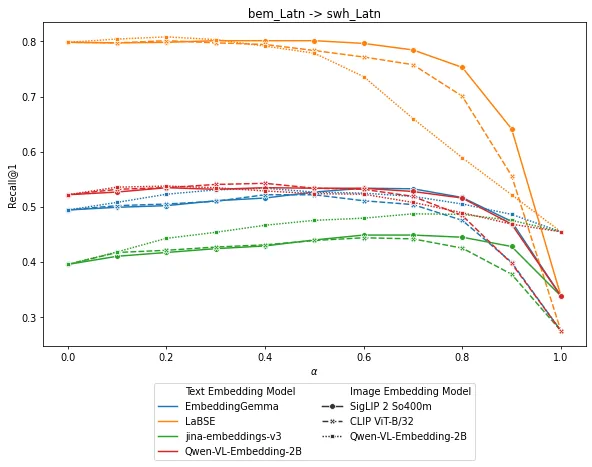 bem_Latn -> swh_Latn
Recall@1
0.8
0.7
0.6
0.5
0.4
0.3
0.0
0.2
0.4
0.6
0.8
1.0
α
Text Embedding Model
EmbeddingGemma
LaBSE
jina-embeddings-v3
Qwen-VL-Embedding-2B
Image Embedding Model
SigLIP 2 So400m
CLIP ViT-B/32
Qwen-VL-Embedding-2B